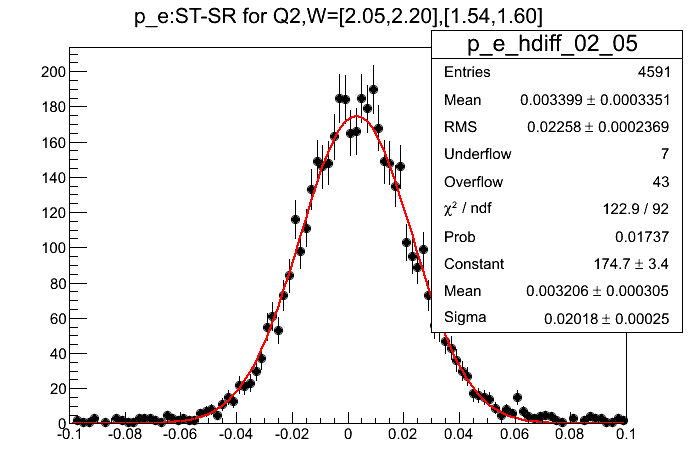 p_e:ST-SR for Q2,W=[2.05,2.20],[1.54,1.60]
p_e_hdiff_02_05
Entries 4591
Mean 0.003399 ± 0.0003351
RMS 0.02258 ± 0.0002369
Underflow 7
Overflow 43
χ² / ndf 122.9 / 92
Prob 0.01737
Constant 174.7 ± 3.4
Mean 0.003206 ± 0.000305
Sigma 0.02018 ± 0.00025
200
180
160
140
120
100
80
60
40
20
0
-0.1 -0.08 -0.06 -0.04 -0.02 0 0.02 0.04 0.06 0.08 0.1